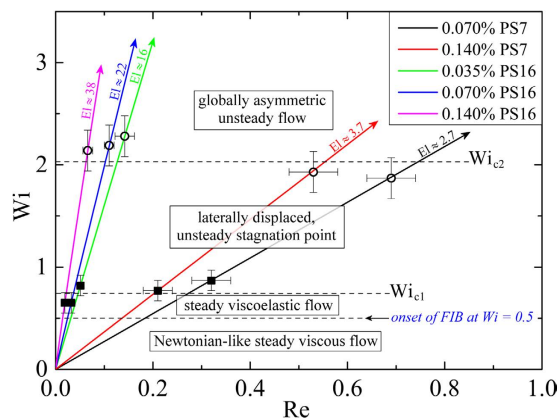 0.070% PS7
0.140% PS7
0.035% PS16
0.070% PS16
0.140% PS16
El ≈ 38
El ≈ 22
El ≈ 16
El ≈ 3.7
El ≈ 2.7
globally asymmetric
unsteady flow
Wi_c2
laterally displaced,
unsteady stagnation point
Wi_c1
steady viscoelastic flow
onset of FIB at Wi = 0.5
Newtonian-like steady viscous flow
3
2
1
0
Wi
0.0 0.2 0.4 0.6 0.8 1.0
Re